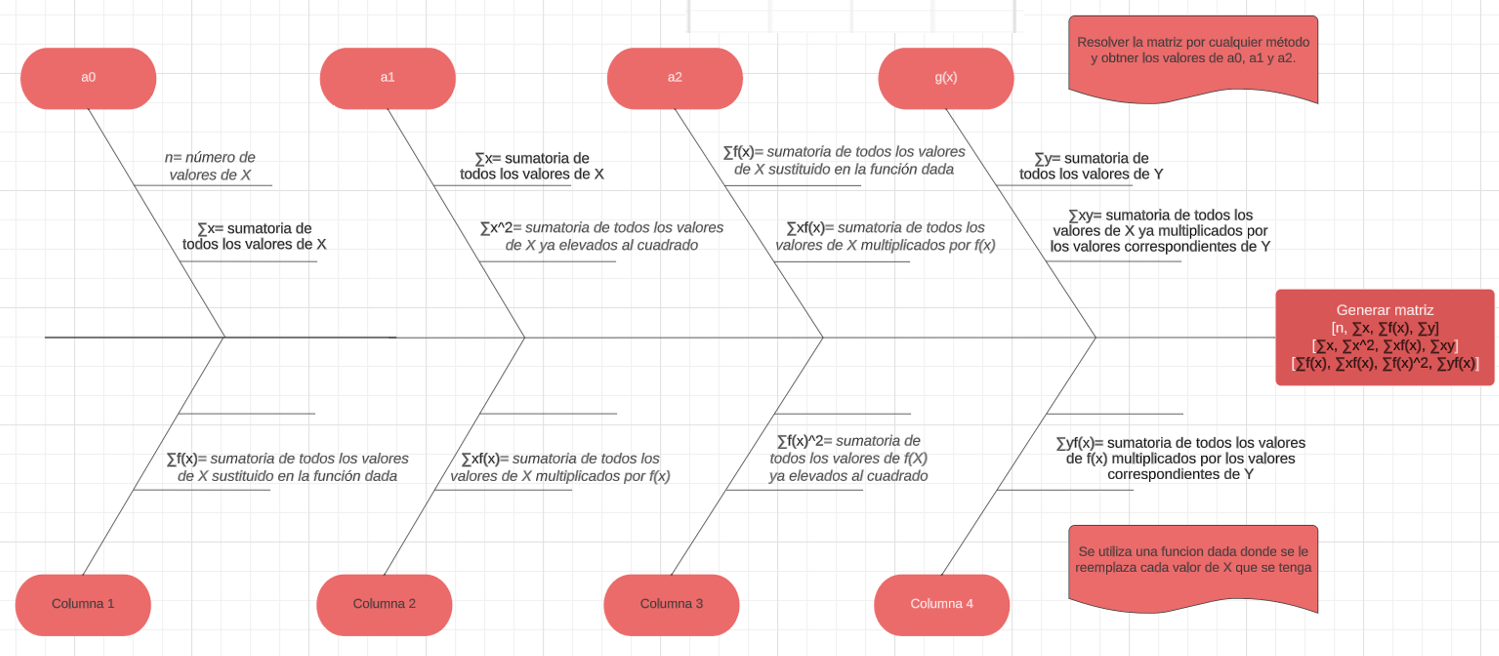 Resolver la matriz por cualquier método
y obtner los valores de a0, a1 y a2.
a0
a1
a2
g(x)
n= número de
valores de X
∑x= sumatoria de
todos los valores de X
∑x= sumatoria de
todos los valores de X
∑x^2= sumatoria de todos los valores
de X ya elevados al cuadrado
∑f(x)= sumatoria de todos los valores
de X sustituido en la función dada
∑xf(x)= sumatoria de todos los
valores de X multiplicados por f(x)
∑y= sumatoria de
todos los valores de Y
∑xy= sumatoria de todos los
valores de X ya multiplicados por
los valores correspondientes de Y
Generar matriz
[n, ∑x, ∑f(x), ∑y]
[∑x, ∑x^2, ∑xf(x), ∑xy]
[∑f(x), ∑xf(x), ∑f(x)^2, ∑yf(x)]
∑f(x)= sumatoria de todos los valores
de X sustituido en la función dada
∑xf(x)= sumatoria de todos los
valores de X multiplicados por f(x)
∑f(x)^2= sumatoria de
todos los valores de f(X)
ya elevados al cuadrado
∑yf(x)= sumatoria de todos los valores
de f(x) multiplicados por los valores
correspondientes de Y
Se utiliza una funcion dada donde se le
reemplaza cada valor de X que se tenga
Columna 1
Columna 2
Columna 3
Columna 4